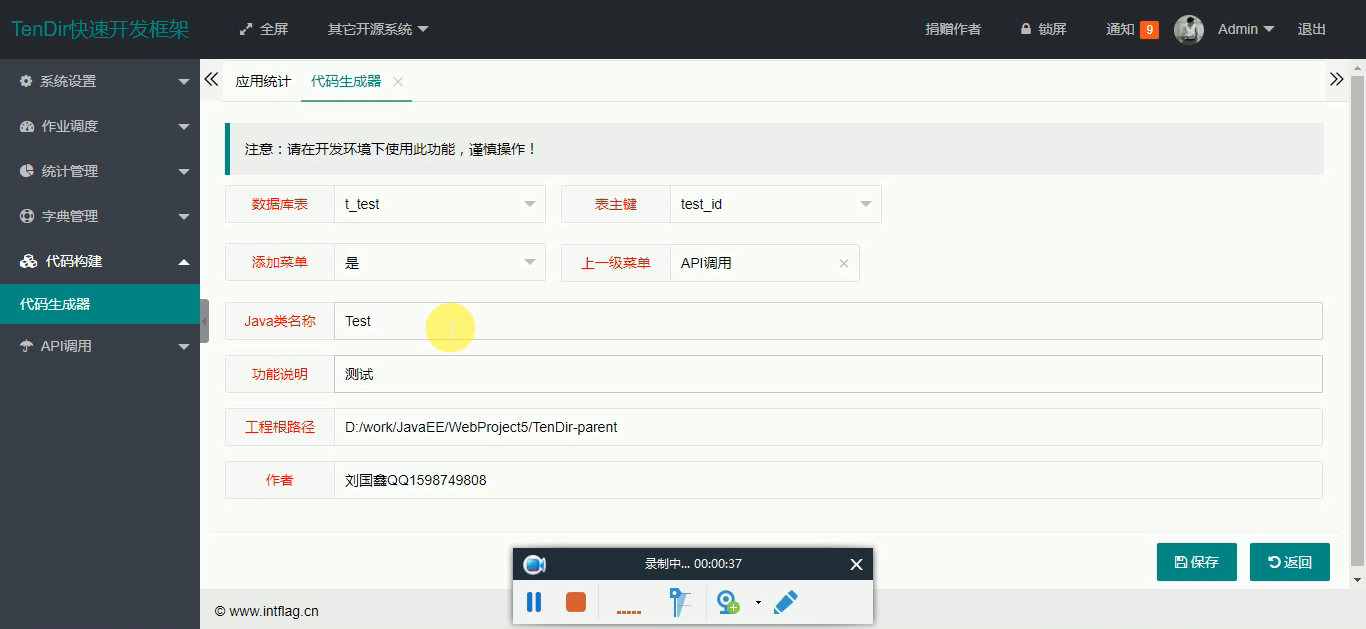 TenDir快速开发框架
全屏
其它开源系统
捐赠作者
锁屏
通知 9
Admin
退出
系统设置
作业调度
统计管理
字典管理
代码构建
代码生成器
API调用
应用统计
代码生成器
注意：请在开发环境下使用此功能，谨慎操作！
数据库表 t_test
表主键 test_id
添加菜单 是
上一级菜单 API调用
Java类名称 Test
功能说明 测试
工程根路径 D:/work/JavaEE/WebProject5/TenDir-parent
作者 刘国鑫QQ1598749808
保存
返回
录制中... 00:00:37
© www.intflag.cn